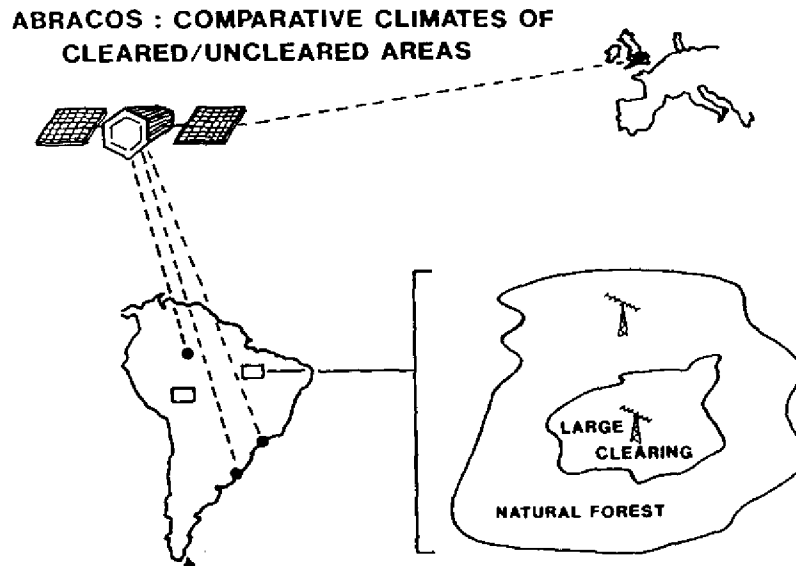 ABRACOS : COMPARATIVE CLIMATES OF
CLEARED/UNCLEARED AREAS
LARGE
CLEARING
NATURAL FOREST